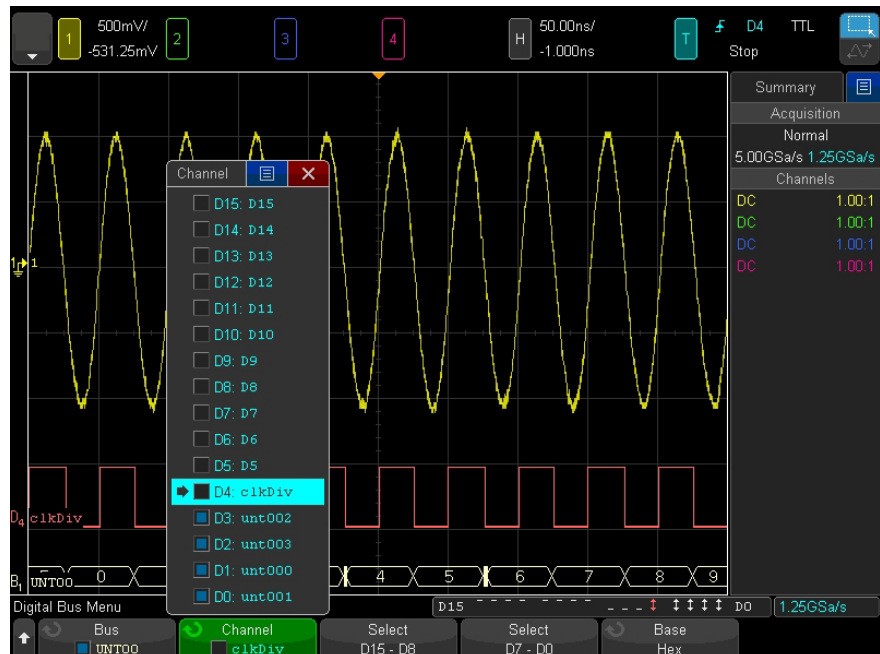 1 500mV/ 2 3 4 H 50.00ns/ T D4 TTL
-531.25mV -1.000ns Stop
Summary
Acquisition
Normal
5.00GSa/s 1.25GSa/s
Channels
DC 1.00:1
DC 1.00:1
DC 1.00:1
DC 1.00:1
Channel
D15: D15
D14: D14
D13: D13
D12: D12
D11: D11
D10: D10
D9: D9
D8: D8
D7: D7
D6: D6
D5: D5
D4: clkDiv
D3: unt002
D2: unt003
D1: unt000
D0: unt001
1 1
D4 clkDiv
B1 UNT00 0 4 5 6 7 8 9
Digital Bus Menu D15 D0 1.25GSa/s
Bus Channel Select Select Base
UNT00 clkDiv D15 - D8 D7 - D0 Hex